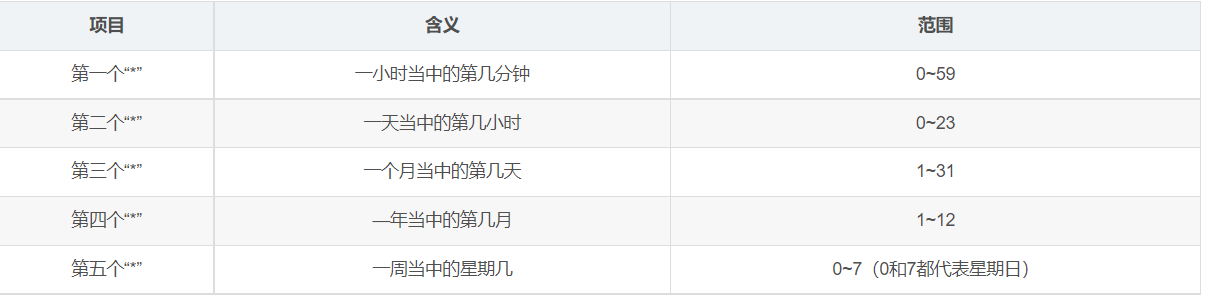 项目 含义 范围
第一个“*” 一小时当中的第几分钟 0~59
第二个“*” 一天当中的第几小时 0~23
第三个“*” 一个月当中的第几天 1~31
第四个“*” —年当中的第几月 1~12
第五个“*” 一周当中的星期几 0~7（0和7都代表星期日）